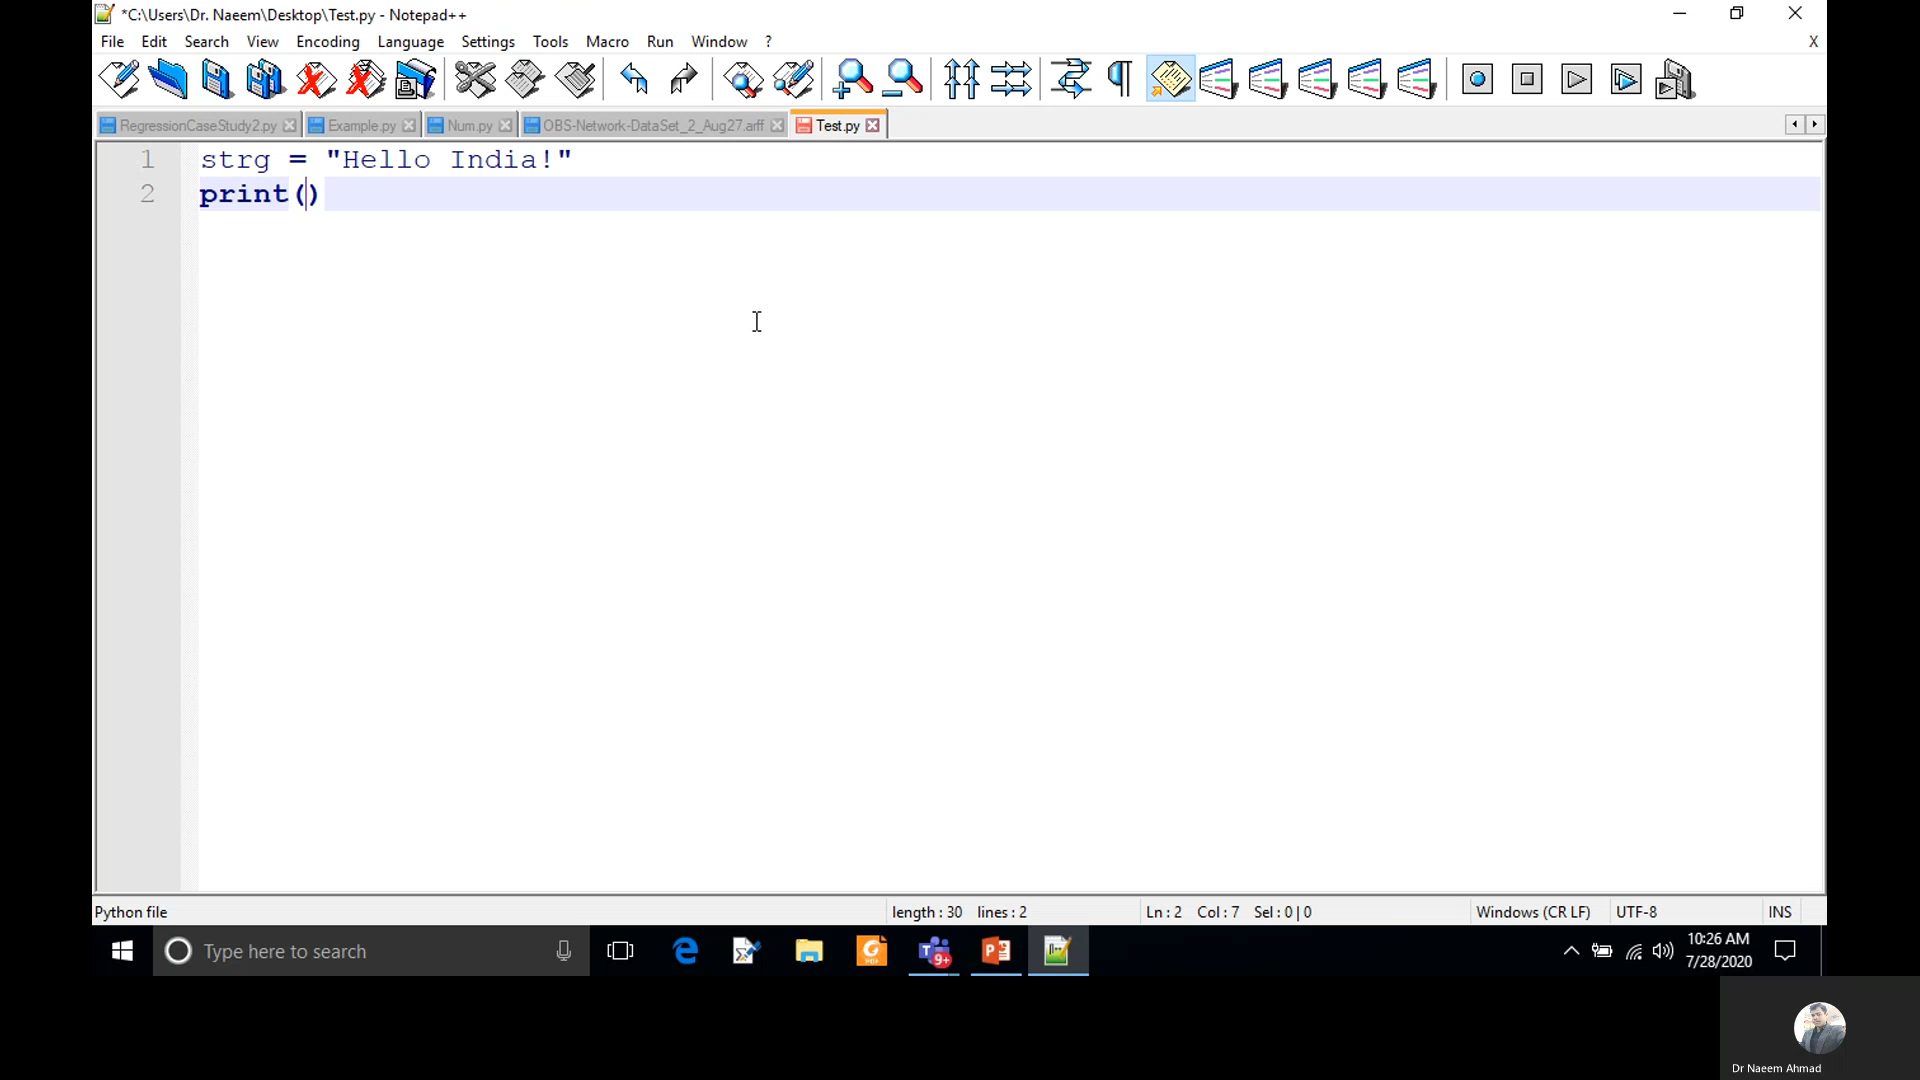 *C:\Users\Dr. Naeem\Desktop\Test.py - Notepad++
File Edit Search View Encoding Language Settings Tools Macro Run Window ? X
RegressionCaseStudy2.py Example.py Num.py OBS-Network-DataSet_2_Aug27.arff Test.py
1 strg = "Hello India!"
2 print()
Python file length : 30 lines : 2 Ln : 2 Col : 7 Sel : 0 | 0 Windows (CR LF) UTF-8 INS
Type here to search 9+ 10:26 AM
7/28/2020
Dr Naeem Ahmad